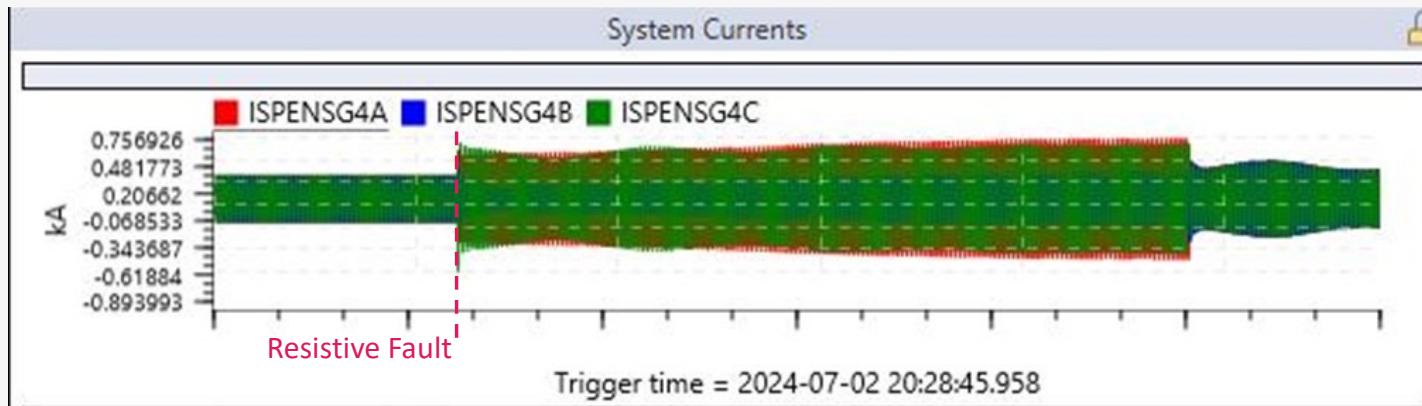 System Currents
ISPENSG4A ISPENSG4B ISPENSG4C
0.756926
0.481773
0.20662
-0.068533
-0.343687
-0.61884
-0.893993
kA
Resistive Fault
Trigger time = 2024-07-02 20:28:45.958